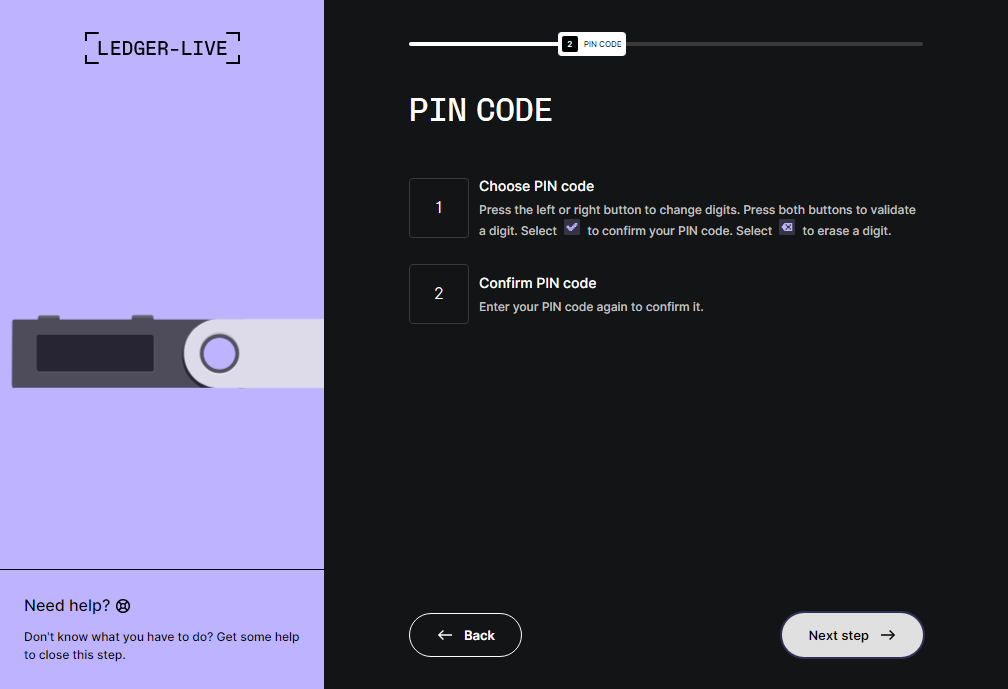 LEDGER-LIVE
2 PIN CODE
PIN CODE
1
Choose PIN code
Press the left or right button to change digits. Press both buttons to validate
a digit. Select to confirm your PIN code. Select to erase a digit.
2
Confirm PIN code
Enter your PIN code again to confirm it.
Need help?
Don't know what you have to do? Get some help
to close this step.
Back
Next step